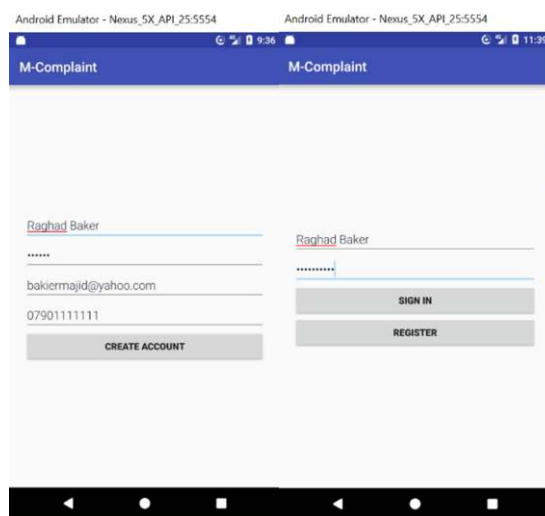 Android Emulator - Nexus_5X_API_25:5554
9:36
M-Complaint
Raghad Baker
••••••
bakiermajid@yahoo.com
07901111111
CREATE ACCOUNT
Android Emulator - Nexus_5X_API_25:5554
11:39
M-Complaint
Raghad Baker
••••••••••
SIGN IN
REGISTER